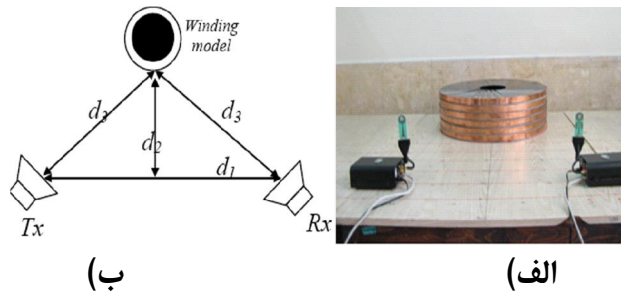 Winding
model
d3
d3
d2
d1
Tx
Rx
ب)
الف)